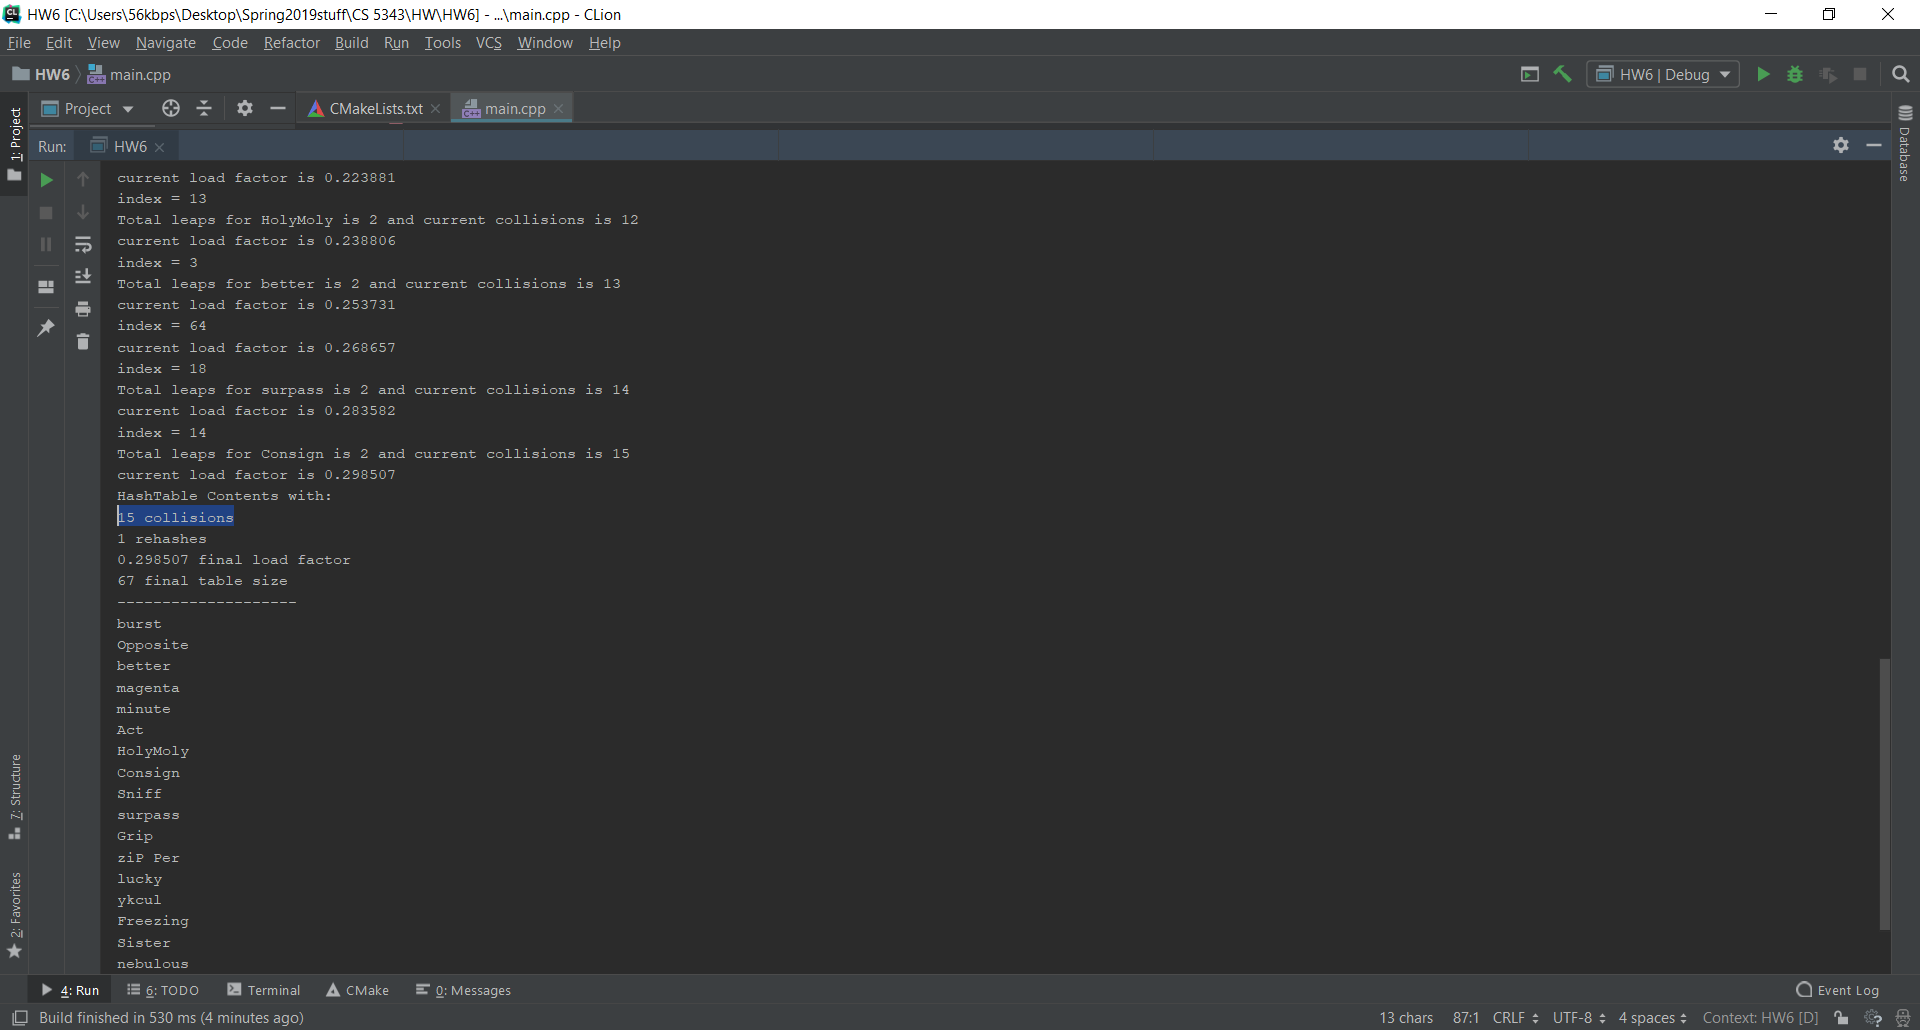 HW6 [C:\Users\56kbps\Desktop\Spring2019stuff\CS 5343\HW\HW6] - ...\main.cpp - CLion
File Edit View Navigate Code Refactor Build Run Tools VCS Window Help
HW6 main.cpp HW6 | Debug
Project CMakeLists.txt main.cpp
1: Project
Database
Run: HW6
current load factor is 0.223881
index = 13
Total leaps for HolyMoly is 2 and current collisions is 12
current load factor is 0.238806
index = 3
Total leaps for better is 2 and current collisions is 13
current load factor is 0.253731
index = 64
current load factor is 0.268657
index = 18
Total leaps for surpass is 2 and current collisions is 14
current load factor is 0.283582
index = 14
Total leaps for Consign is 2 and current collisions is 15
current load factor is 0.298507
HashTable Contents with:
15 collisions
1 rehashes
0.298507 final load factor
67 final table size
--------------------
burst
Opposite
better
magenta
minute
Act
HolyMoly
Consign
Sniff
surpass
Grip
ziP Per
lucky
ykcul
Freezing
Sister
nebulous
7: Structure
2: Favorites
4: Run 6: TODO Terminal CMake 0: Messages Event Log
Build finished in 530 ms (4 minutes ago) 13 chars 87:1 CRLF UTF-8 4 spaces Context: HW6 [D]